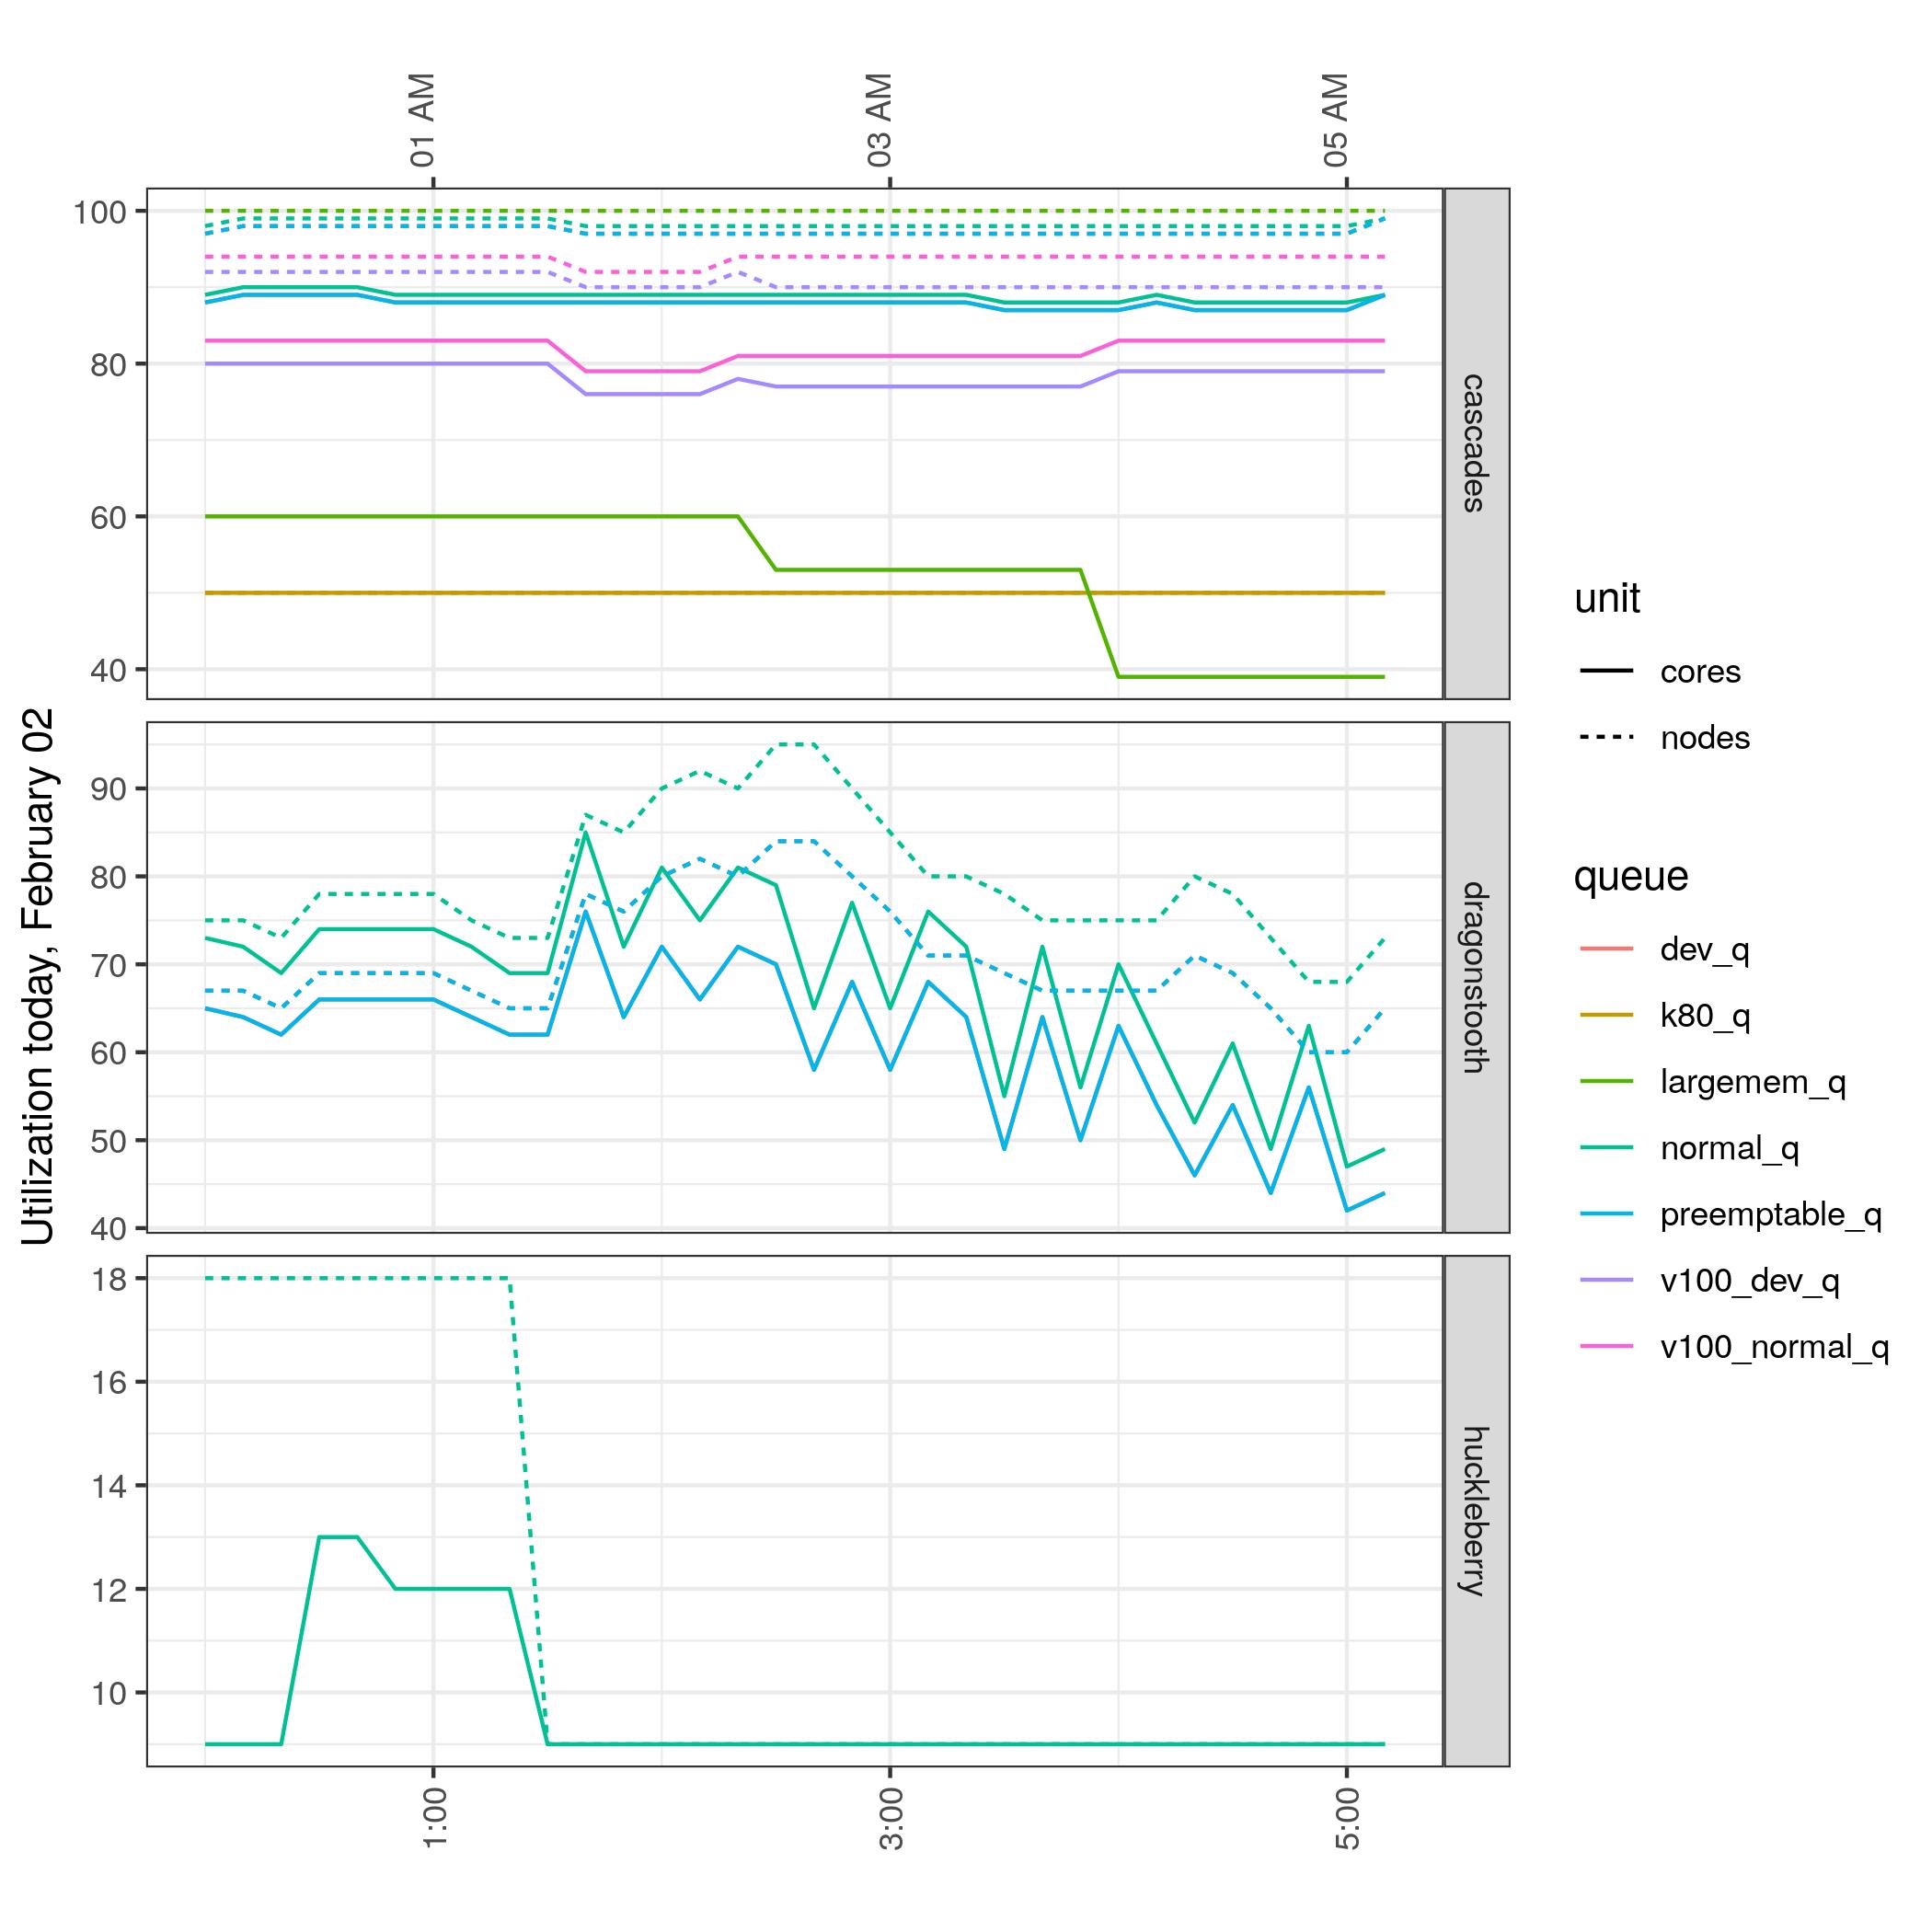 01 AM
03 AM
05 AM
Utilization today, February 02
100
80
60
40
cascades
90
80
70
60
50
40
dragonstooth
18
16
14
12
10
huckleberry
1:00
3:00
5:00
unit
cores
nodes
queue
dev_q
k80_q
largemem_q
normal_q
preemptable_q
v100_dev_q
v100_normal_q